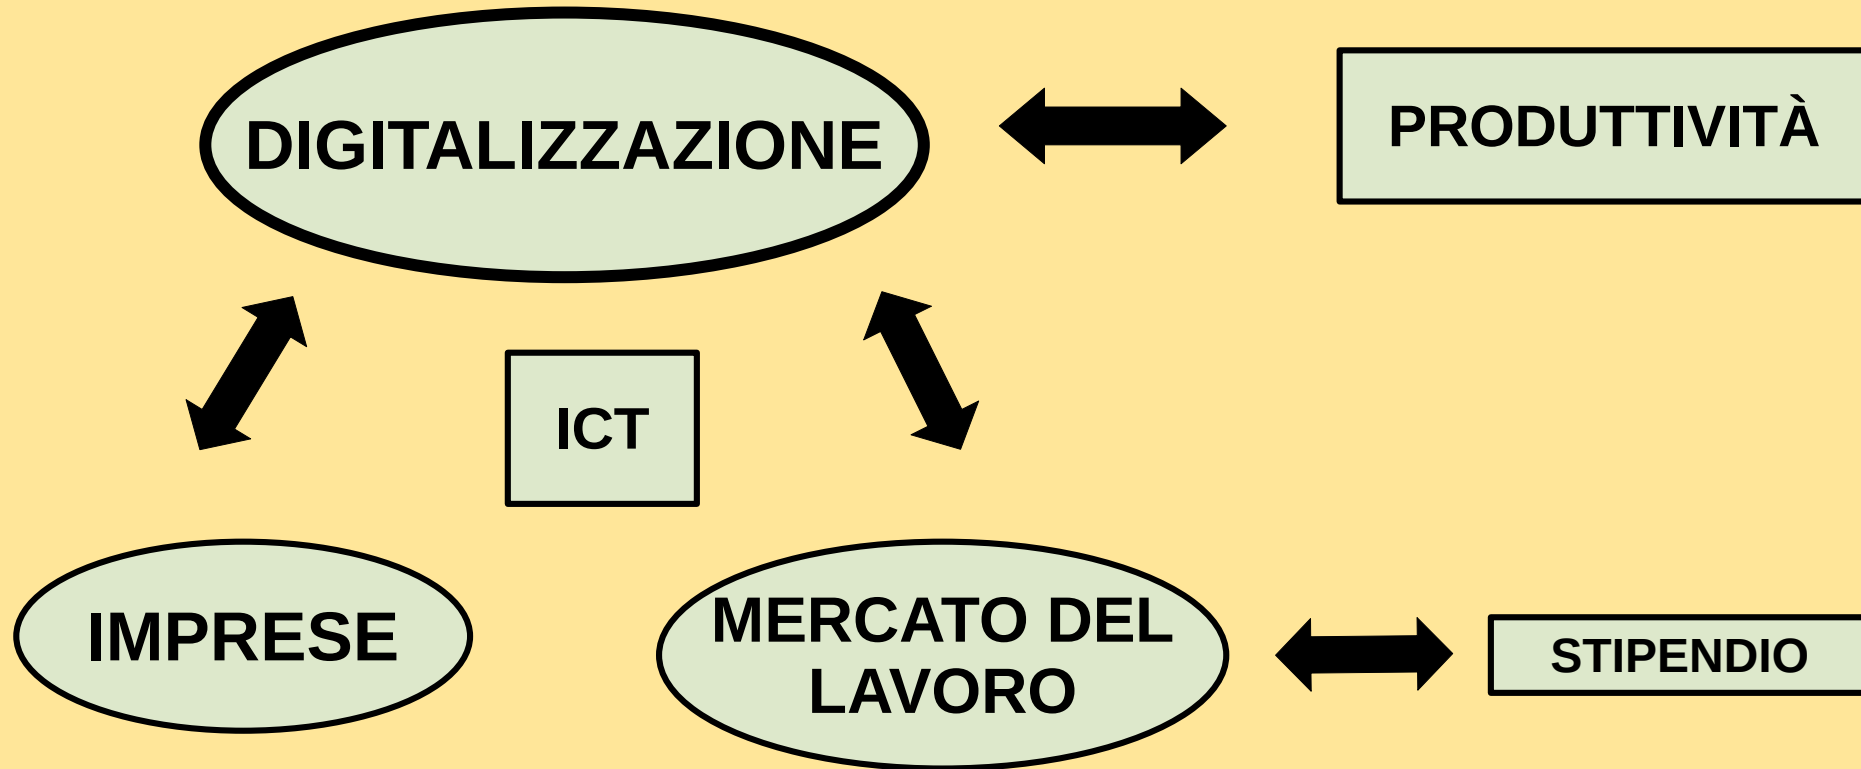 DIGITALIZZAZIONE
PRODUTTIVITÀ
ICT
IMPRESE
MERCATO DEL
LAVORO
STIPENDIO